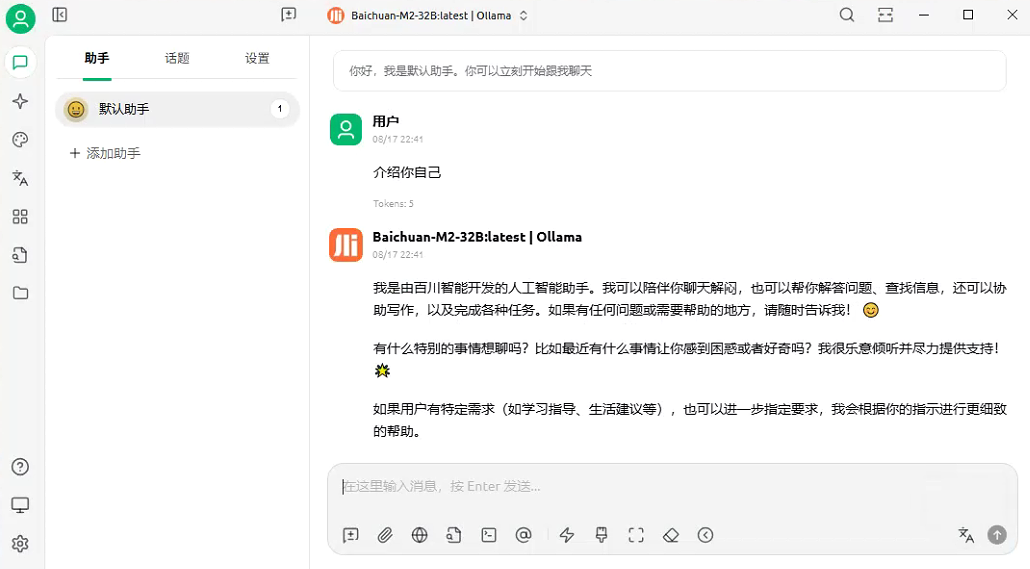 Baichuan-M2-32B:latest | Ollama
助手 话题 设置
默认助手 1
添加助手
你好，我是默认助手。你可以立刻开始跟我聊天
用户
08/17 22:41
介绍你自己
Tokens: 5
Baichuan-M2-32B:latest | Ollama
08/17 22:41
我是由百川智能开发的人工智能助手。我可以陪伴你聊天解闷，也可以帮你解答问题、查找信息，还可以协
助写作，以及完成各种任务。如果有任何问题或需要帮助的地方，请随时告诉我！ 😊
有什么特别的事情想聊吗？比如最近有什么事情让你感到困惑或者好奇吗？我很乐意倾听并尽力提供支持！
🌟
如果用户有特定需求（如学习指导、生活建议等），也可以进一步指定要求，我会根据你的指示进行更细致
的帮助。
在这里输入消息，按 Enter 发送...